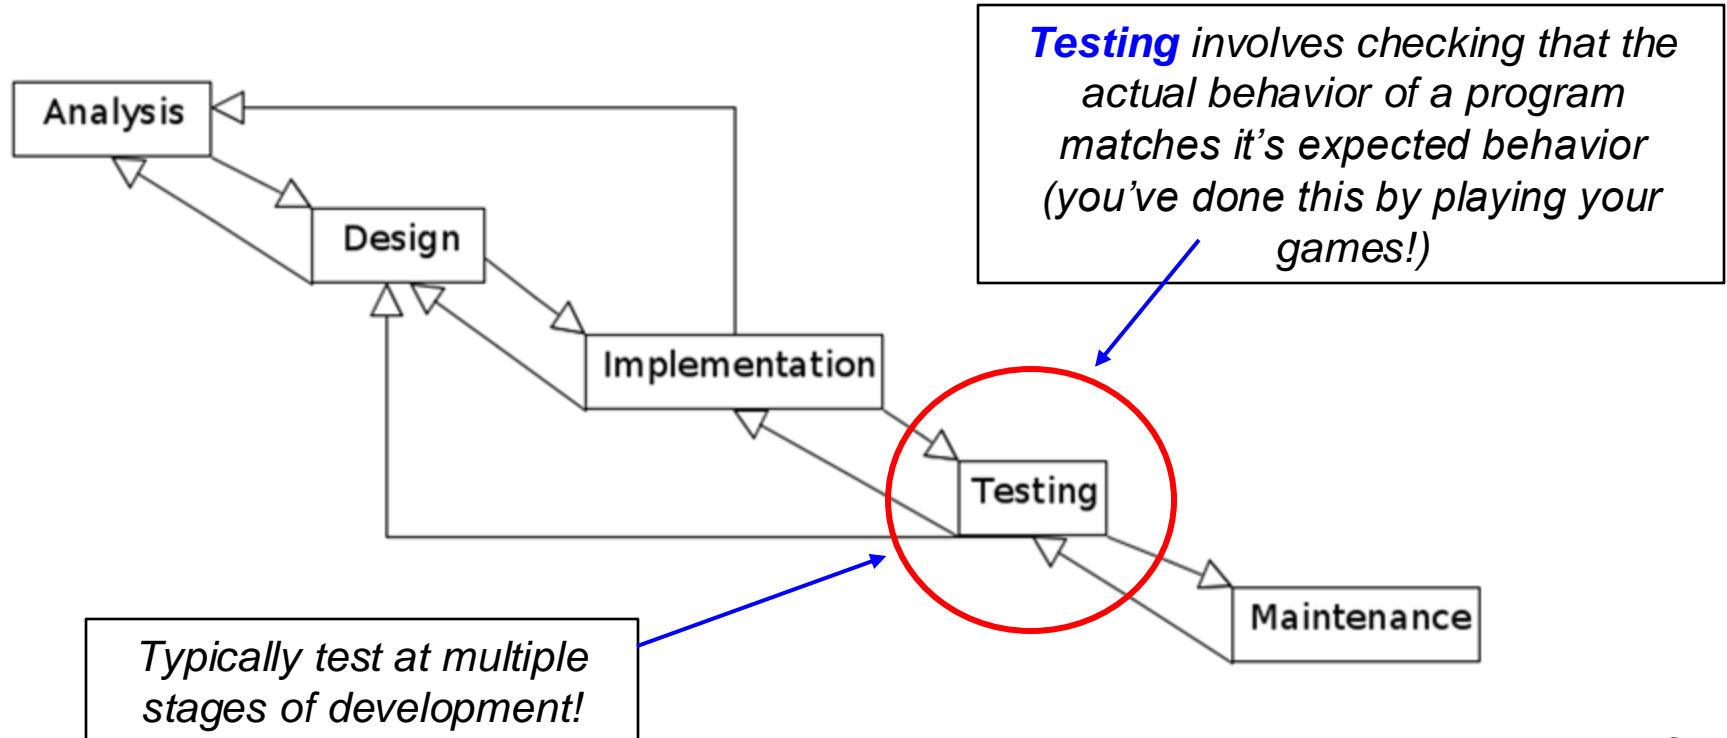 Testing involves checking that the
actual behavior of a program
matches it’s expected behavior
(you’ve done this by playing your
games!)
Analysis
Design
Implementation
Testing
Maintenance
Typically test at multiple
stages of development!